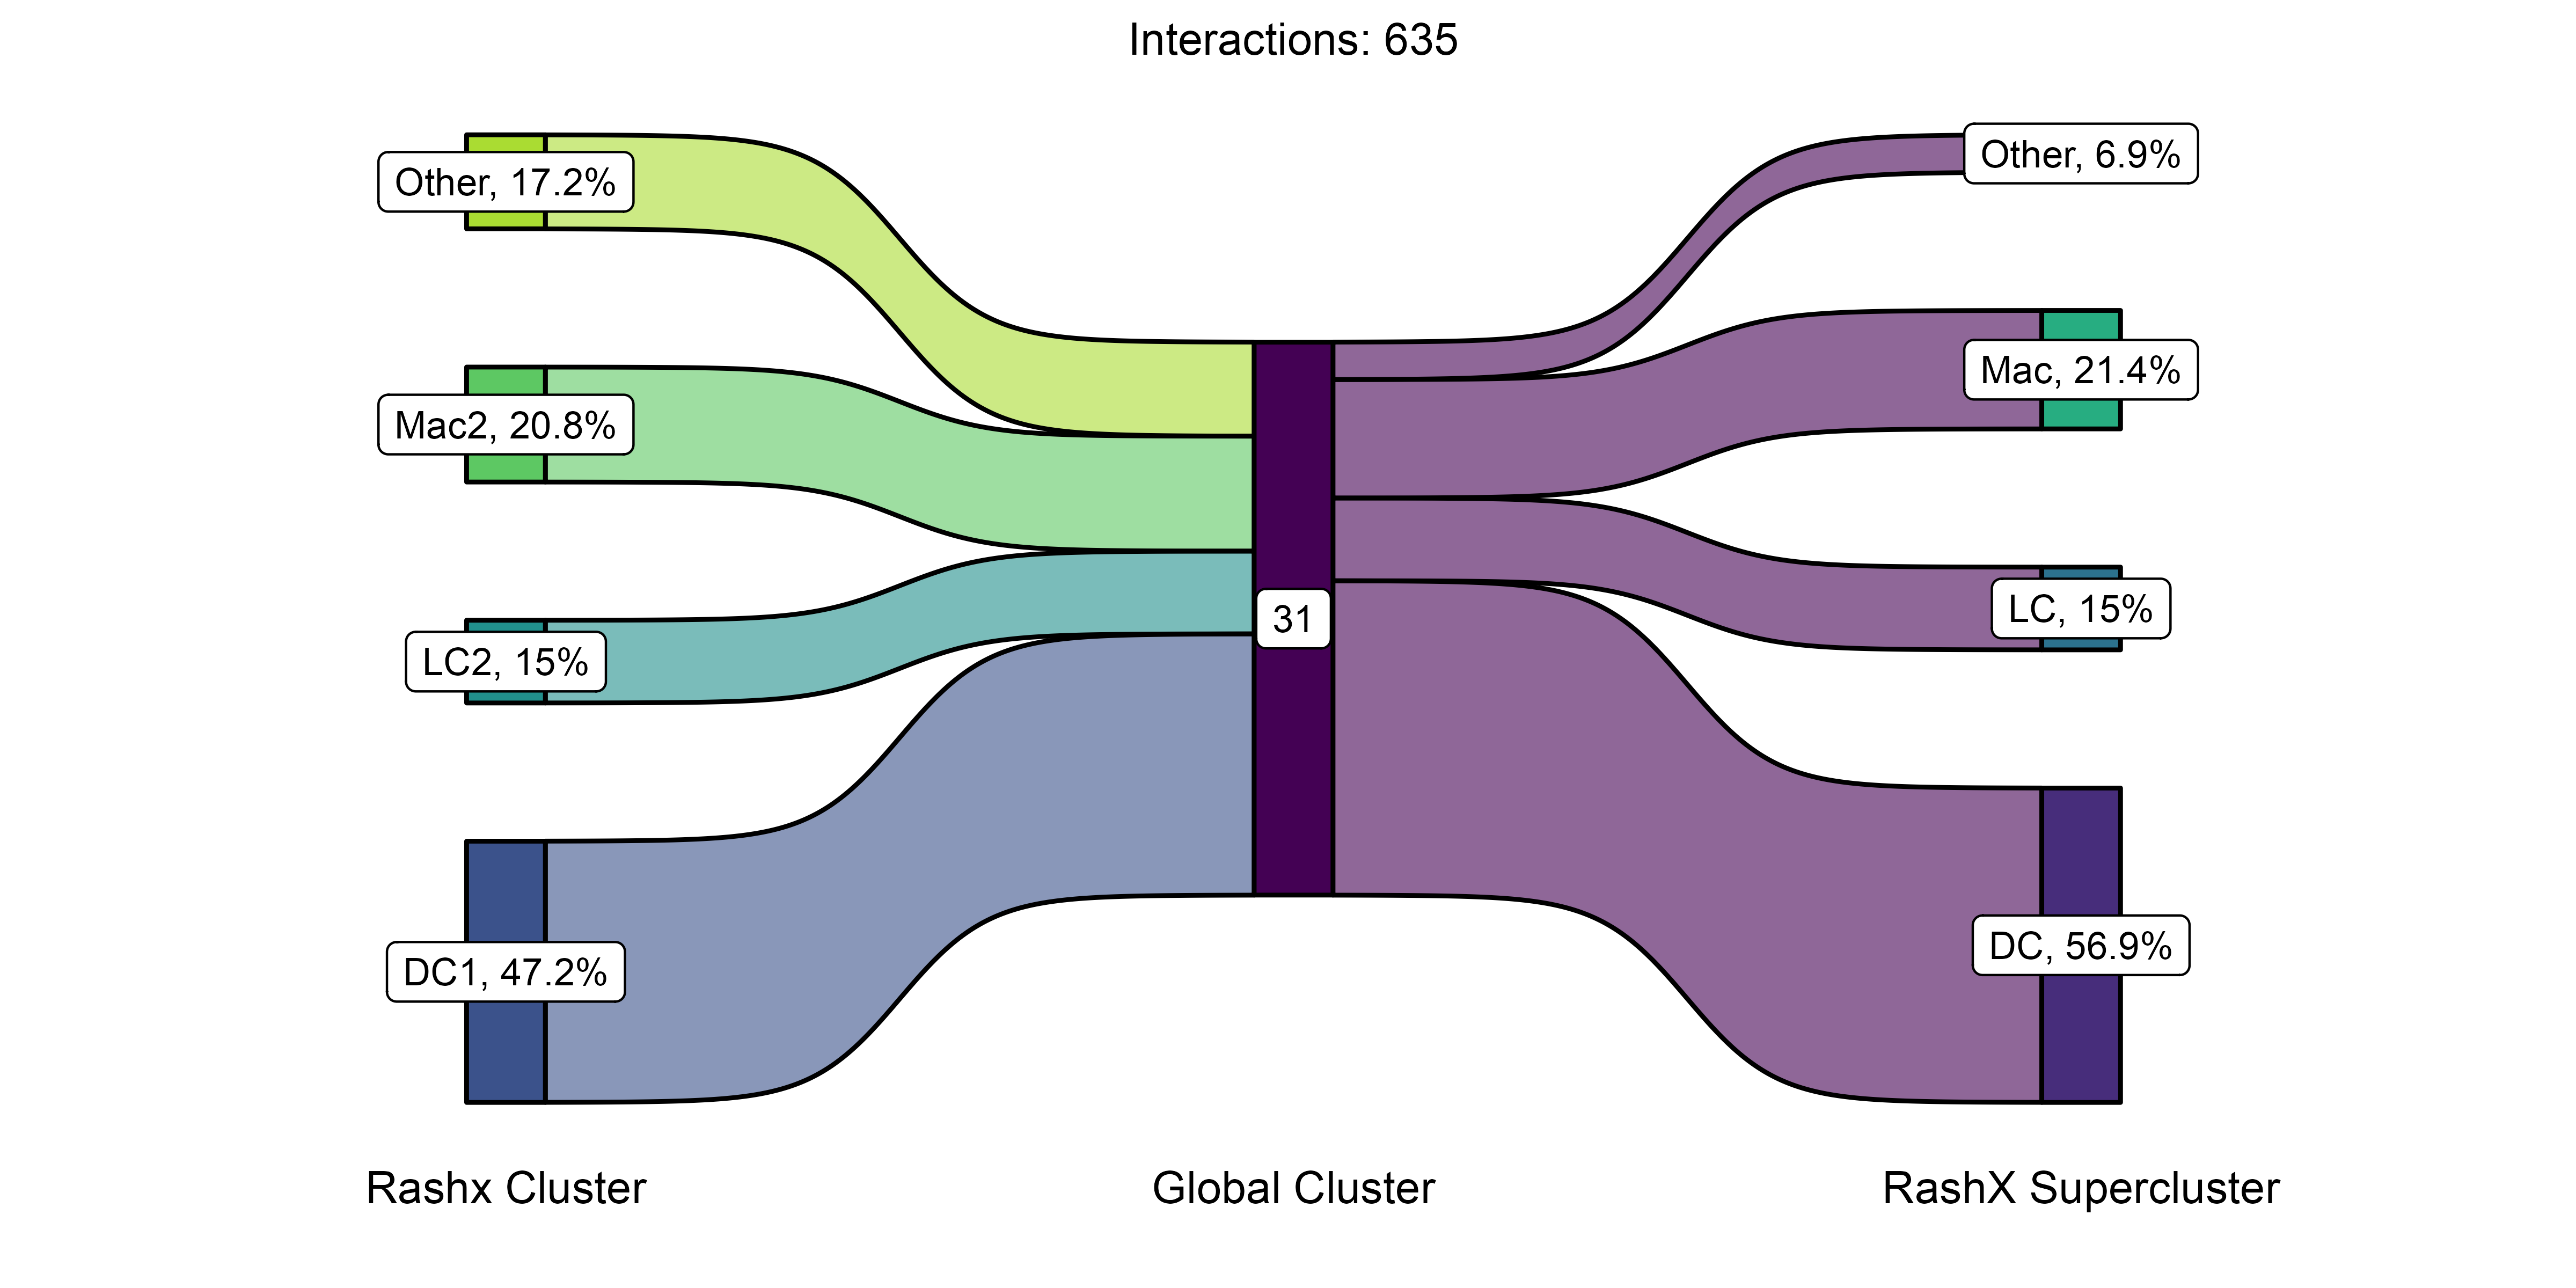 Interactions: 635
Other, 17.2%
Mac2, 20.8%
LC2, 15%
DC1, 47.2%
31
Other, 6.9%
Mac, 21.4%
LC, 15%
DC, 56.9%
Rashx Cluster
Global Cluster
RashX Supercluster